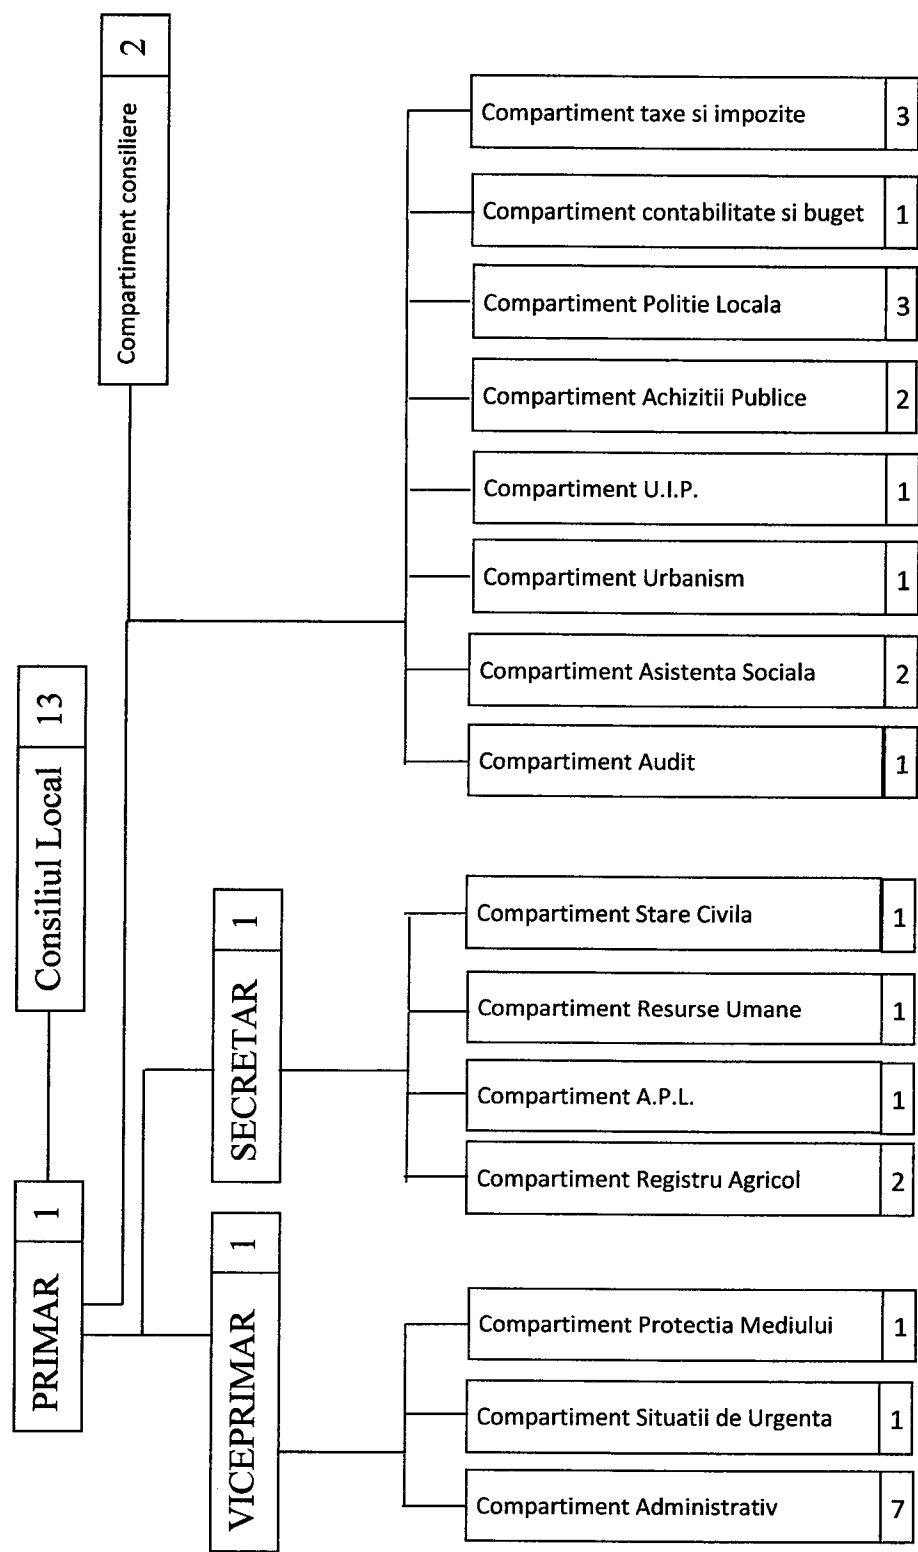 PRIMAR 1
Consiliul Local 13
Compartiment consiliere 2
VICEPRIMAR 1
SECRETAR 1
Compartiment Administrativ 7
Compartiment Situatii de Urgenta 1
Compartiment Protectia Mediului 1
Compartiment Registru Agricol 2
Compartiment A.P.L. 1
Compartiment Resurse Umane 1
Compartiment Stare Civila 1
Compartiment Audit 1
Compartiment Asistenta Sociala 2
Compartiment Urbanism 1
Compartiment U.I.P. 1
Compartiment Achizitii Publice 2
Compartiment Politie Locala 3
Compartiment contabilitate si buget 1
Compartiment taxe si impozite 3